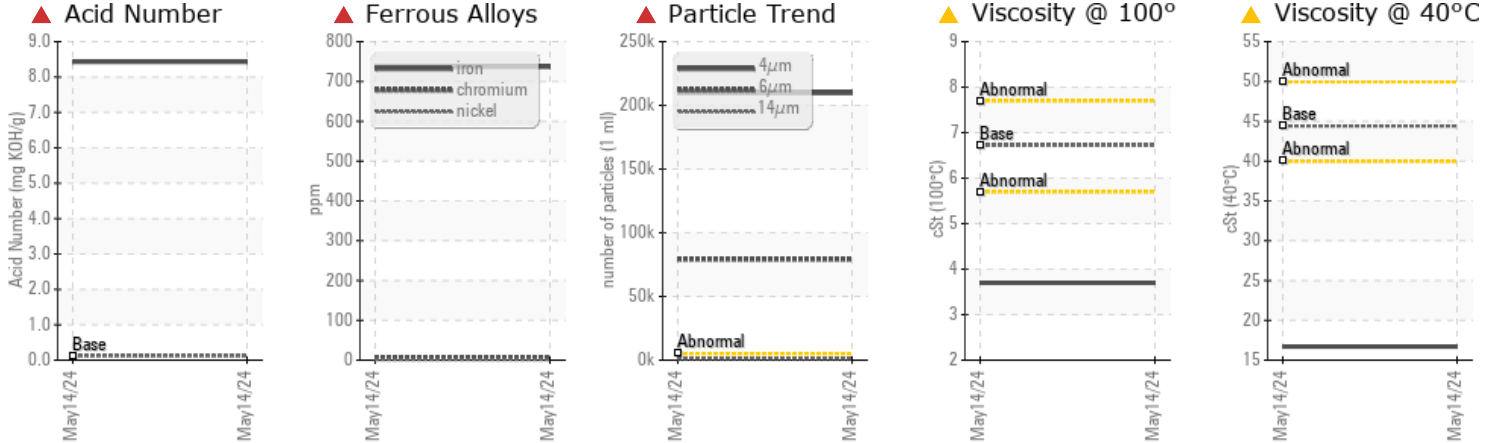 Acid Number
Acid Number (mg KOH/g)
9.0
8.0
7.0
6.0
5.0
4.0
3.0
2.0
1.0
0.0
Base
May14/24
May14/24
Ferrous Alloys
ppm
800
700
600
500
400
300
200
100
0
iron
chromium
nickel
May14/24
May14/24
Particle Trend
number of particles (1 ml)
250k
200k
150k
100k
50k
0k
4µm
6µm
14µm
Abnormal
May14/24
May14/24
Viscosity @ 100°
cSt (100°C)
9
8
7
6
5
4
3
2
Abnormal
Base
Abnormal
May14/24
May14/24
Viscosity @ 40°C
cSt (40°C)
55
50
45
40
35
30
25
20
15
Abnormal
Base
Abnormal
May14/24
May14/24